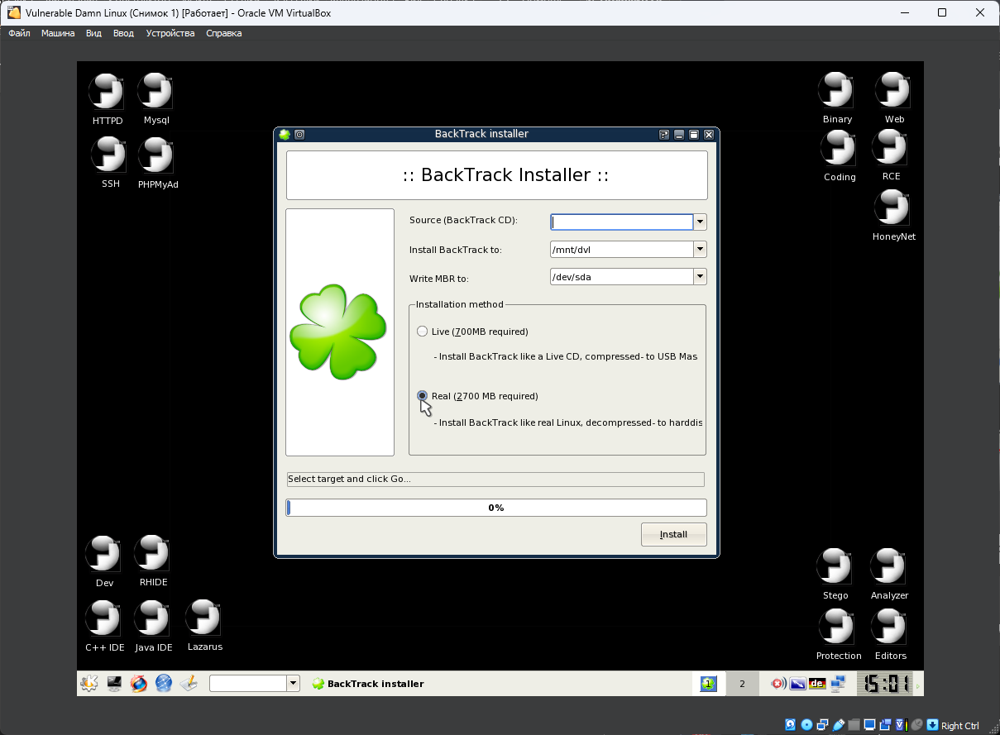 Vulnerable Damn Linux (Снимок 1) [Работает] - Oracle VM VirtualBox
Файл Машина Вид Ввод Устройства Справка
HTTPD Mysql
SSH PHPMyAd
Binary Web
Coding RCE
HoneyNet
BackTrack installer
:: BackTrack Installer ::
Source (BackTrack CD):
Install BackTrack to: /mnt/dvl
Write MBR to: /dev/sda
Installation method
Live (700MB required)
- Install BackTrack like a Live CD, compressed- to USB Mas
Real (2700 MB required)
- Install BackTrack like real Linux, decompressed- to harddis
Select target and click Go...
0%
Install
Dev RHIDE
C++ IDE Java IDE Lazarus
Stego Analyzer
Protection Editors
BackTrack installer
1 2 de 15:01
Right Ctrl